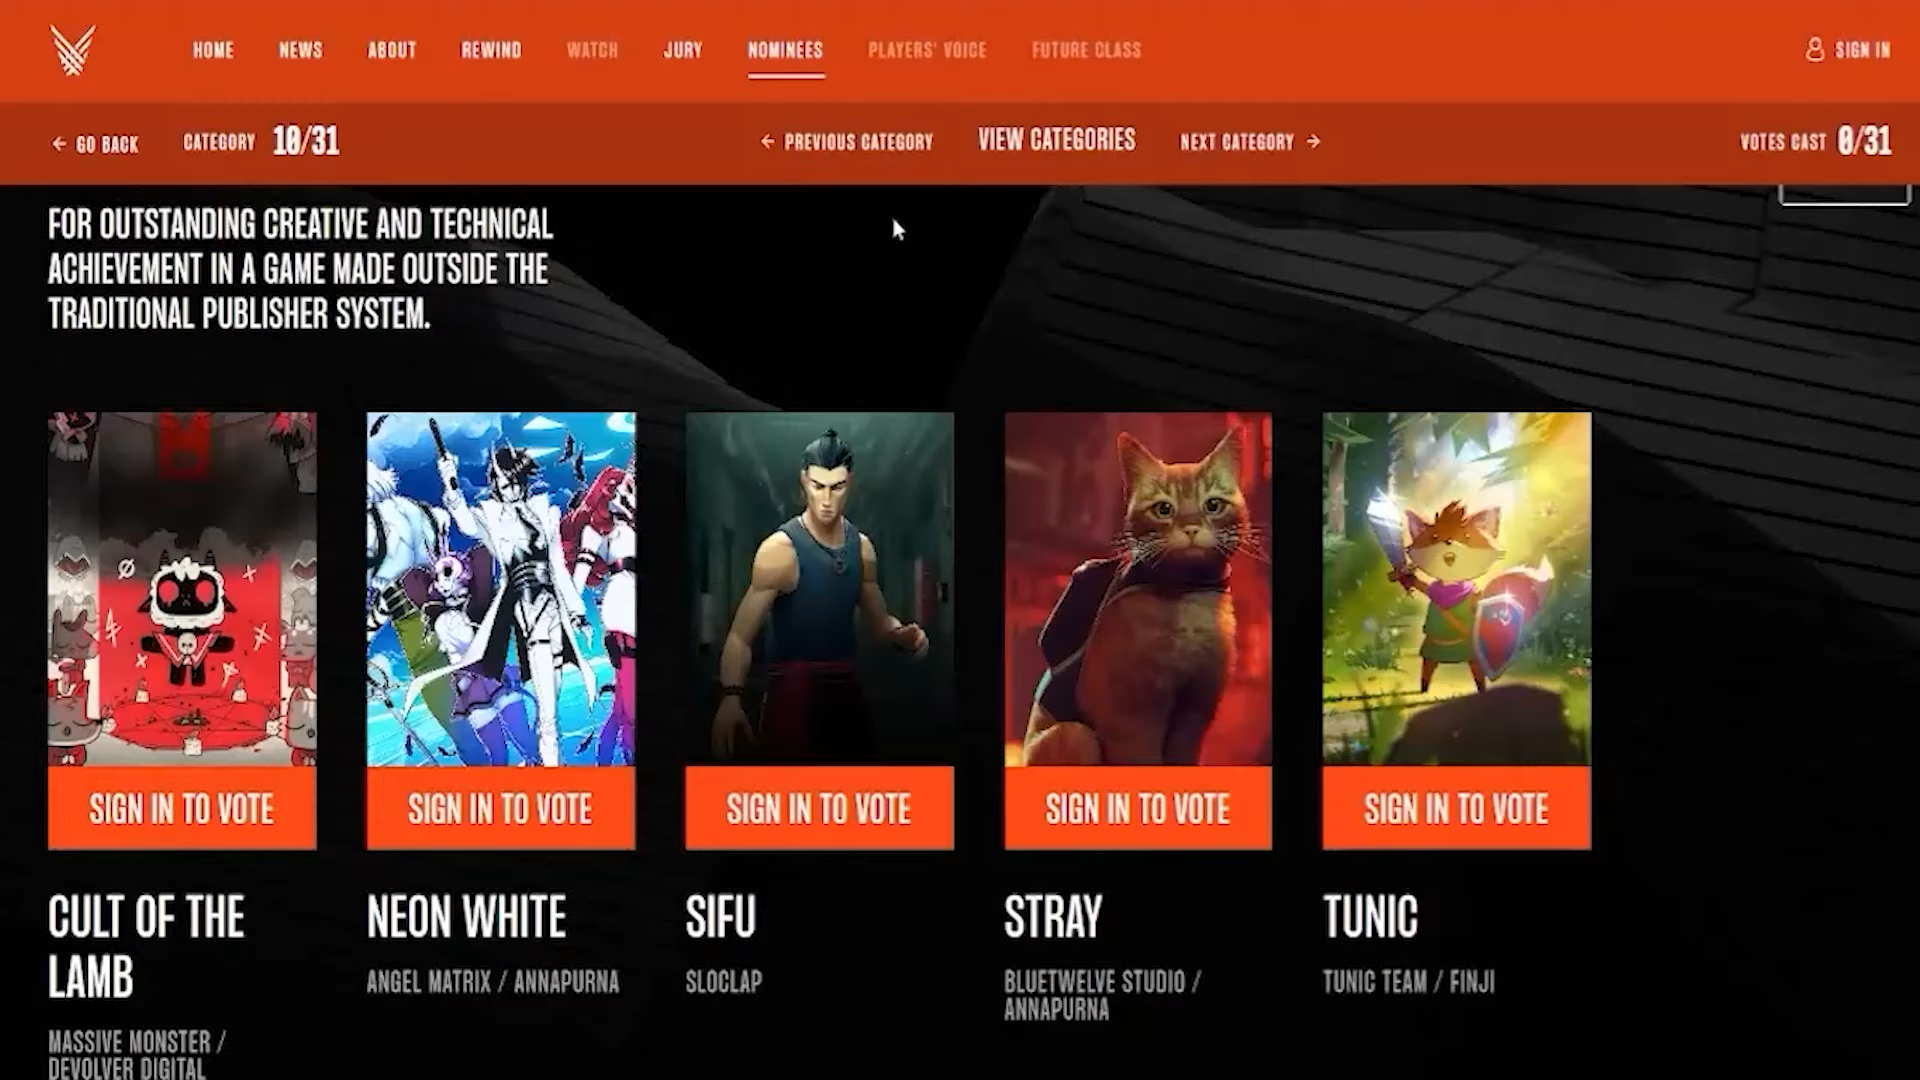 HOME NEWS ABOUT REWIND WATCH JURY NOMINEES PLAYERS' VOICE FUTURE CLASS SIGN IN
← GO BACK CATEGORY 10/31 ← PREVIOUS CATEGORY VIEW CATEGORIES NEXT CATEGORY → VOTES CAST 0/31
FOR OUTSTANDING CREATIVE AND TECHNICAL
ACHIEVEMENT IN A GAME MADE OUTSIDE THE
TRADITIONAL PUBLISHER SYSTEM.
SIGN IN TO VOTE
CULT OF THE
LAMB
MASSIVE MONSTER /
DEVOLVER DIGITAL
SIGN IN TO VOTE
NEON WHITE
ANGEL MATRIX / ANNAPURNA
SIGN IN TO VOTE
SIFU
SLOCLAP
SIGN IN TO VOTE
STRAY
BLUETWELVE STUDIO /
ANNAPURNA
SIGN IN TO VOTE
TUNIC
TUNIC TEAM / FINJI